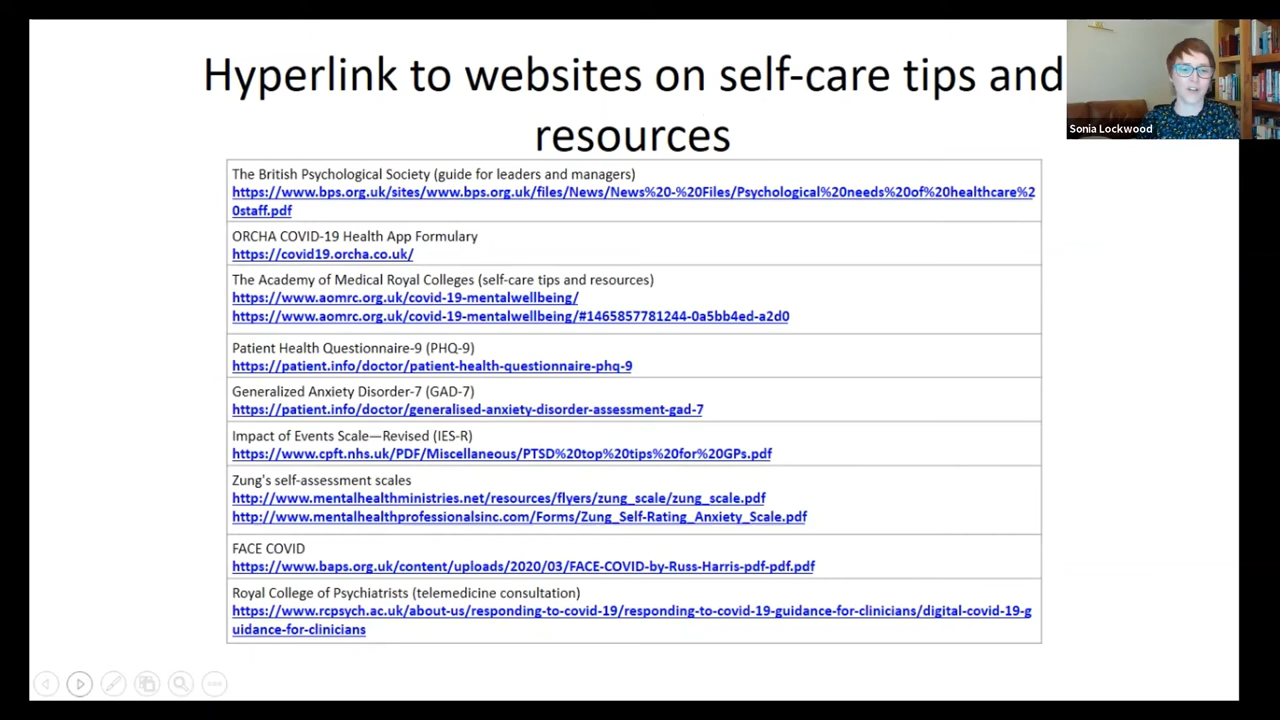 Hyperlink to websites on self-care tips and
resources
Sonia Lockwood
The British Psychological Society (guide for leaders and managers)
https://www.bps.org.uk/sites/www.bps.org.uk/files/News/News%20-%20Files/Psychological%20needs%20of%20healthcare%2
0staff.pdf
ORCHA COVID-19 Health App Formulary
https://covid19.orcha.co.uk/
The Academy of Medical Royal Colleges (self-care tips and resources)
https://www.aomrc.org.uk/covid-19-mentalwellbeing/
https://www.aomrc.org.uk/covid-19-mentalwellbeing/#1465857781244-0a5bb4ed-a2d0
Patient Health Questionnaire-9 (PHQ-9)
https://patient.info/doctor/patient-health-questionnaire-phq-9
Generalized Anxiety Disorder-7 (GAD-7)
https://patient.info/doctor/generalised-anxiety-disorder-assessment-gad-7
Impact of Events Scale—Revised (IES-R)
https://www.cpft.nhs.uk/PDF/Miscellaneous/PTSD%20top%20tips%20for%20GPs.pdf
Zung's self-assessment scales
http://www.mentalhealthministries.net/resources/flyers/zung_scale/zung_scale.pdf
http://www.mentalhealthprofessionalsinc.com/Forms/Zung_Self-Rating_Anxiety_Scale.pdf
FACE COVID
https://www.baps.org.uk/content/uploads/2020/03/FACE-COVID-by-Russ-Harris-pdf-pdf.pdf
Royal College of Psychiatrists (telemedicine consultation)
https://www.rcpsych.ac.uk/about-us/responding-to-covid-19/responding-to-covid-19-guidance-for-clinicians/digital-covid-19-g
uidance-for-clinicians